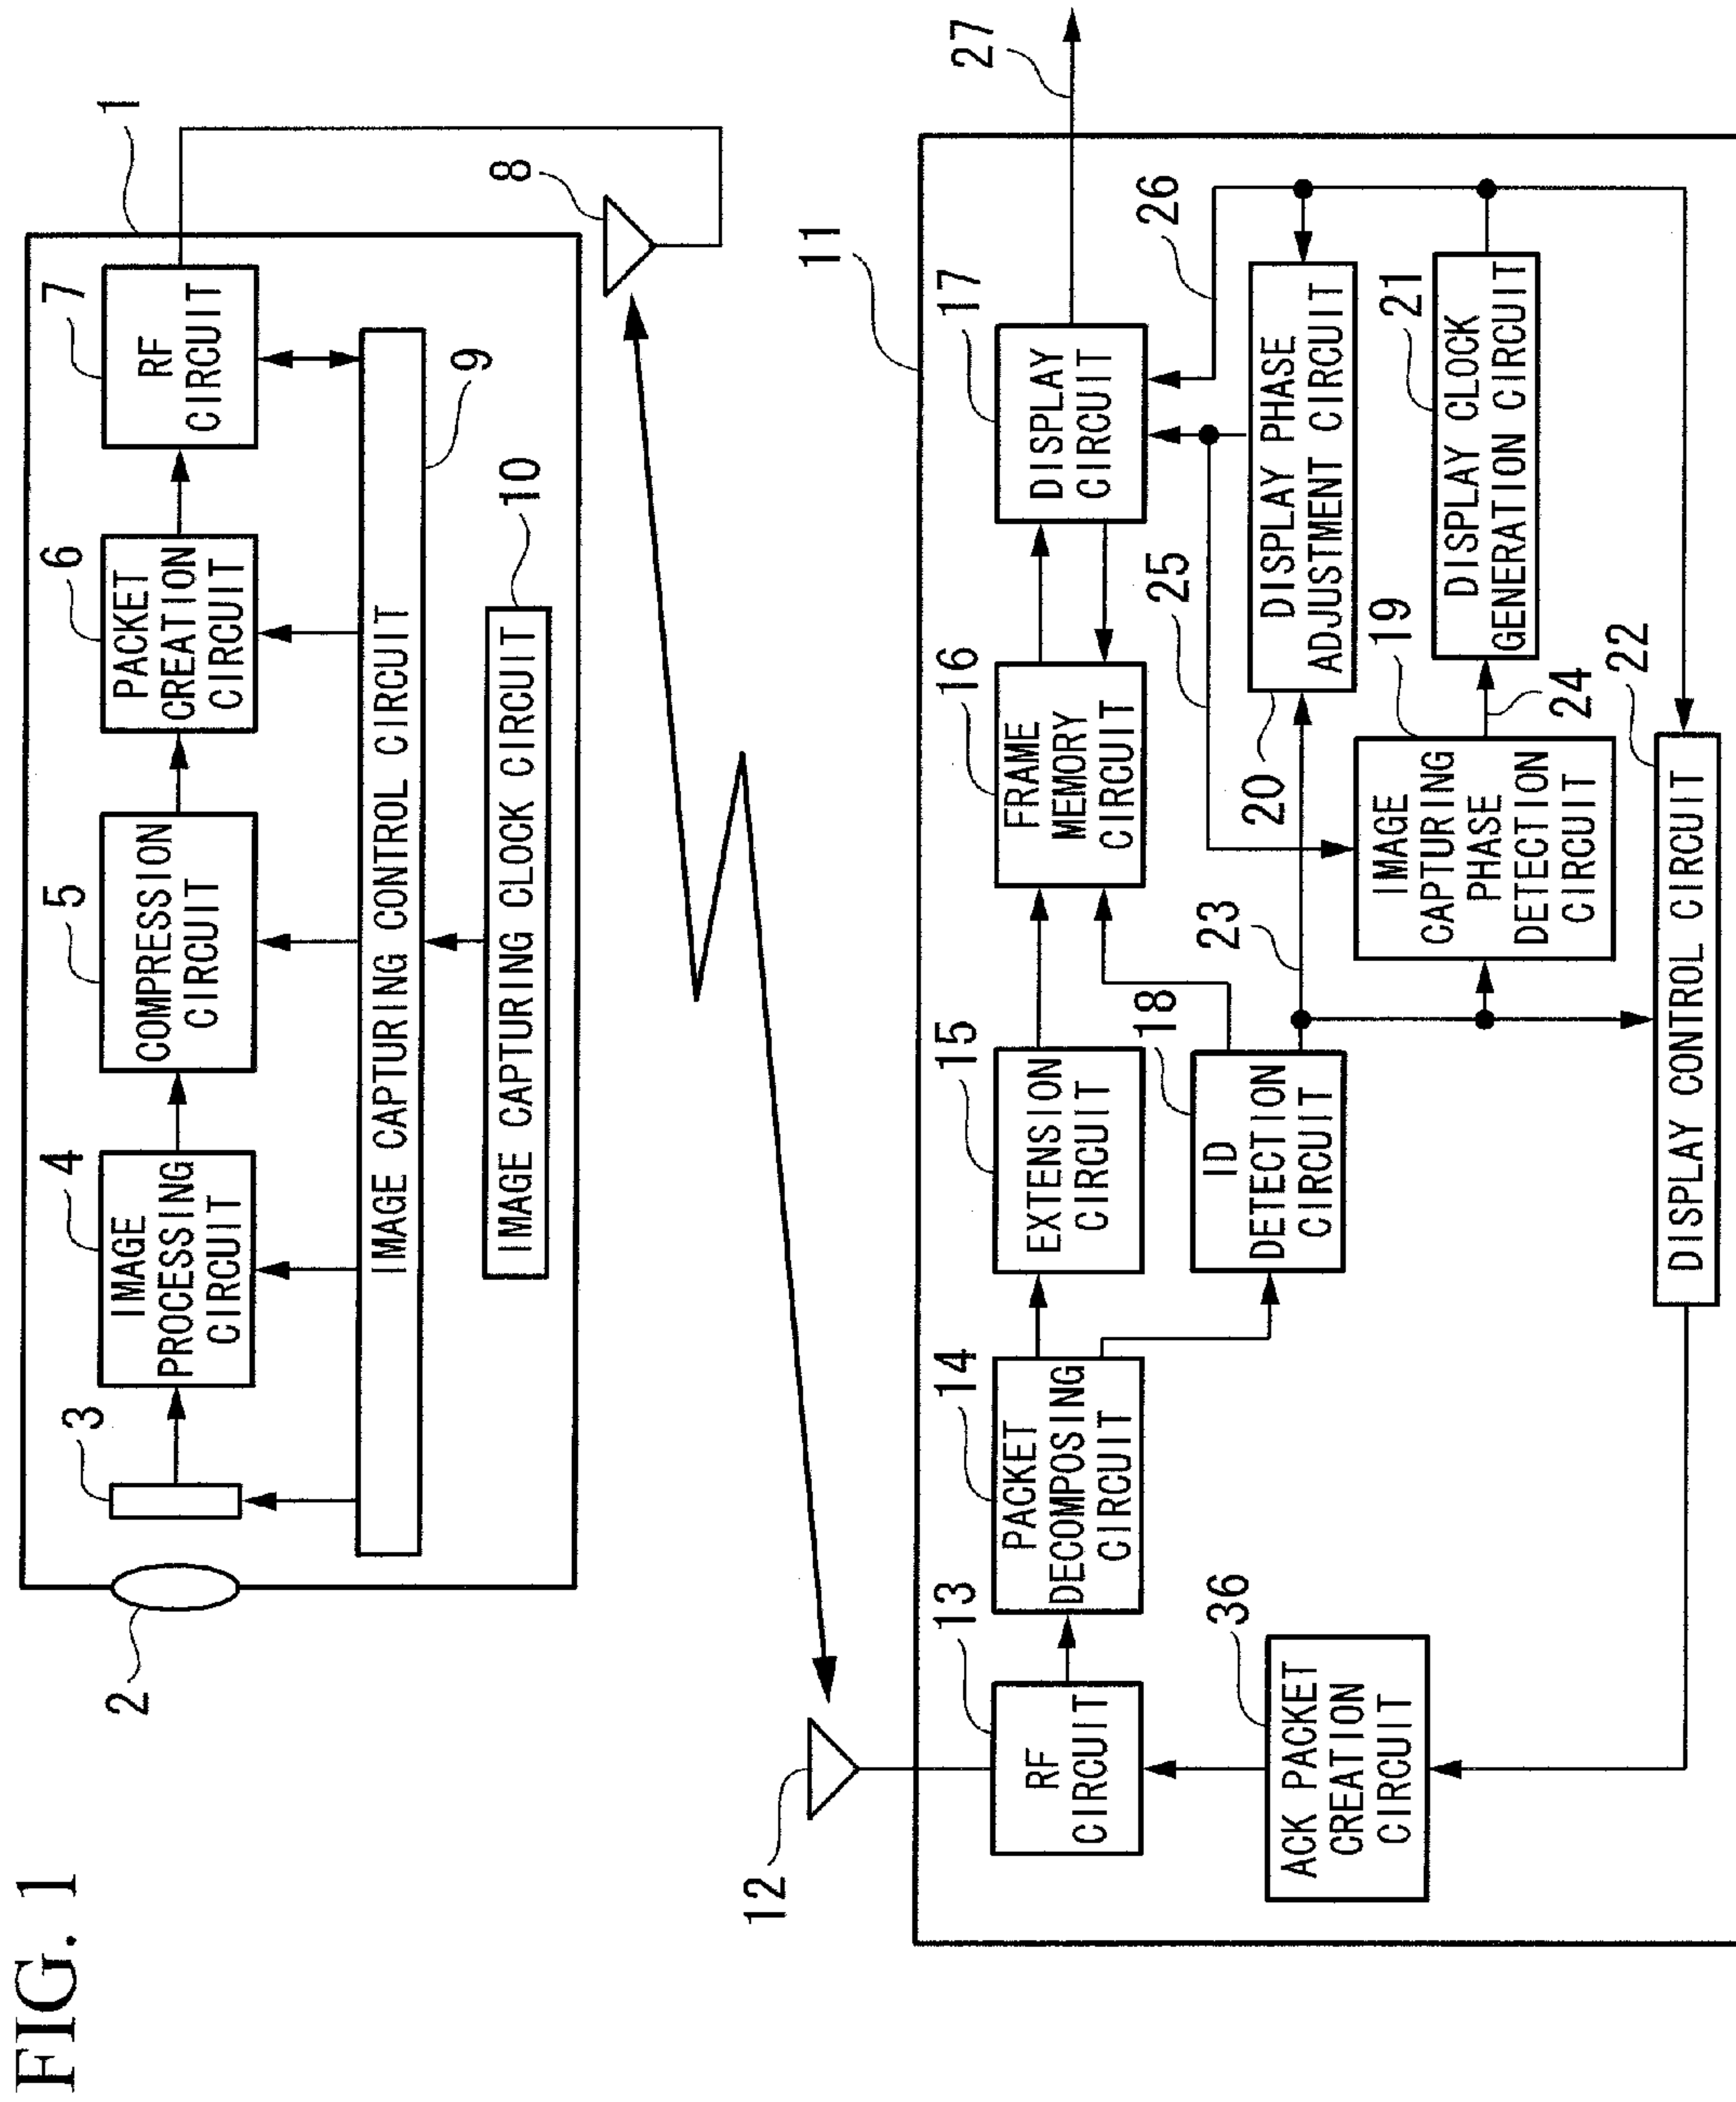 FIG. 1
1
2
3
4
IMAGE
PROCESSING
CIRCUIT
5
COMPRESSION
CIRCUIT
6
PACKET
CREATION
CIRCUIT
7
RF
CIRCUIT
8
IMAGE CAPTURING CONTROL CIRCUIT
9
IMAGE CAPTURING CLOCK CIRCUIT
10
12
11
13
RF
CIRCUIT
14
PACKET
DECOMPOSING
CIRCUIT
15
EXTENSION
CIRCUIT
16
FRAME
MEMORY
CIRCUIT
17
DISPLAY
CIRCUIT
27
36
ACK PACKET
CREATION
CIRCUIT
18
ID
DETECTION
CIRCUIT
23
25
26
20
DISPLAY PHASE
ADJUSTMENT CIRCUIT
19
IMAGE
CAPTURING
PHASE
DETECTION
CIRCUIT
24
21
DISPLAY CLOCK
GENERATION CIRCUIT
22
DISPLAY CONTROL CIRCUIT